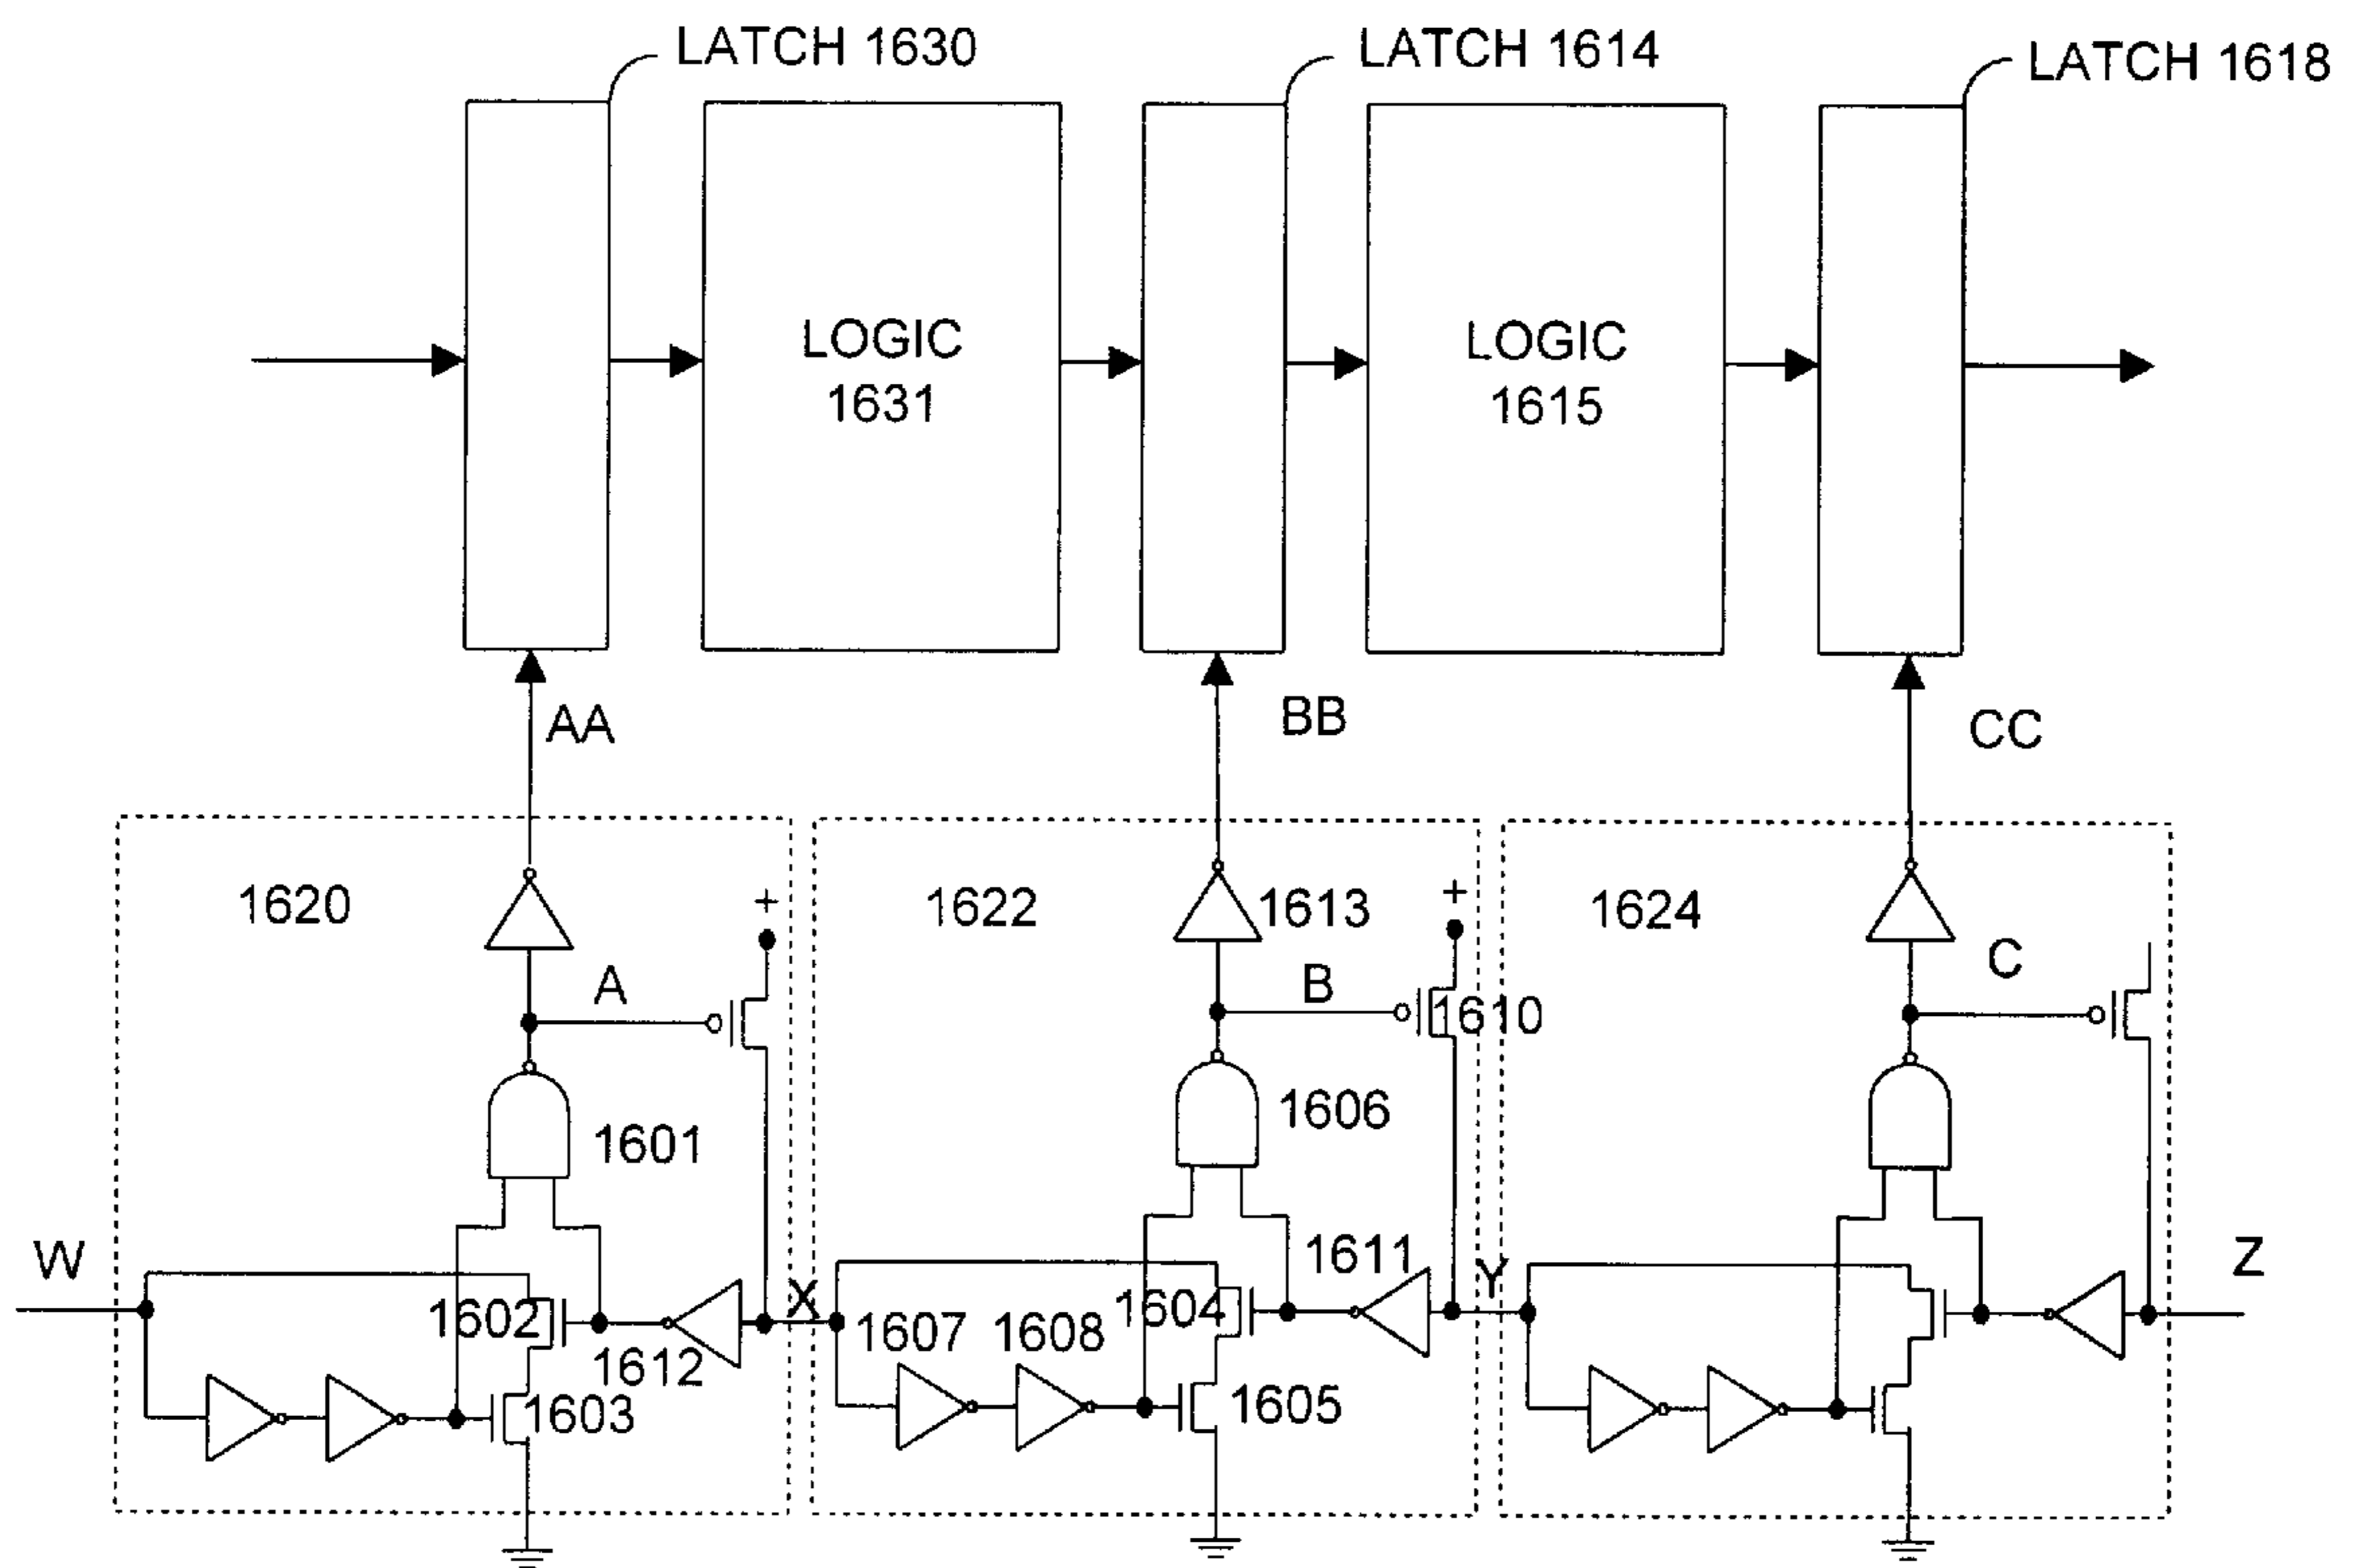 LATCH 1630
LATCH 1614
LATCH 1618
LOGIC
1631
LOGIC
1615
AA
BB
CC
1620
+
1622
1613
+
1624
A
B
1610
C
1601
1606
W
1602
1612
1603
X
1607
1608
1604
1611
1605
Y
Z